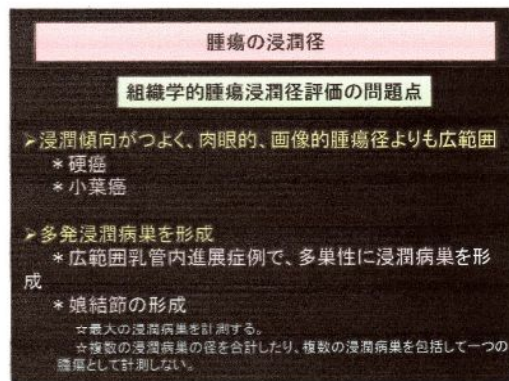 腫瘍の浸潤径
組織学的腫瘍浸潤径評価の問題点
➢浸潤傾向がつよく、肉眼的、画像的腫瘍径よりも広範囲
＊硬癌
＊小葉癌
➢多発浸潤病巣を形成
＊広範囲乳管内進展症例で、多巣性に浸潤病巣を形
成
＊娘結節の形成
☆最大の浸潤病巣を計測する。
☆複数の浸潤病巣の径を合計したり、複数の浸潤病巣を包括して一つの
腫瘍として計測しない。